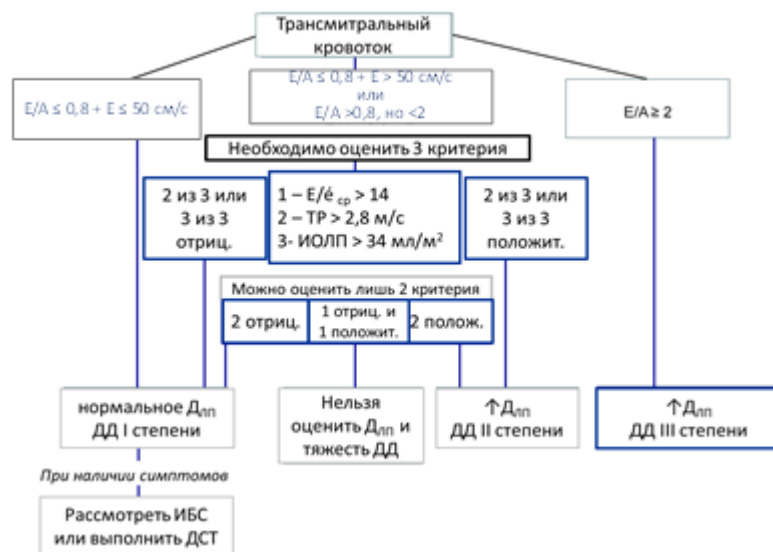 Трансмитральный
кровоток
E/A ≤ 0,8 + E ≤ 50 см/с
E/A ≤ 0,8 + E > 50 см/с
или
E/A >0,8, но <2
E/A ≥ 2
Необходимо оценить 3 критерия
2 из 3 или
3 из 3
отриц.
1 – E/é ср > 14
2 – ТР > 2,8 м/с
3- ИОЛП > 34 мл/м²
2 из 3 или
3 из 3
положит.
Можно оценить лишь 2 критерия
2 отриц.
1 отриц. и
1 положит.
2 полож.
нормальное ДЛП
ДД I степени
Нельзя
оценить ДЛП и
тяжесть ДД
↑ДЛП
ДД II степени
↑ДЛП
ДД III степени
При наличии симптомов
Рассмотреть ИБС
или выполнить ДСТ